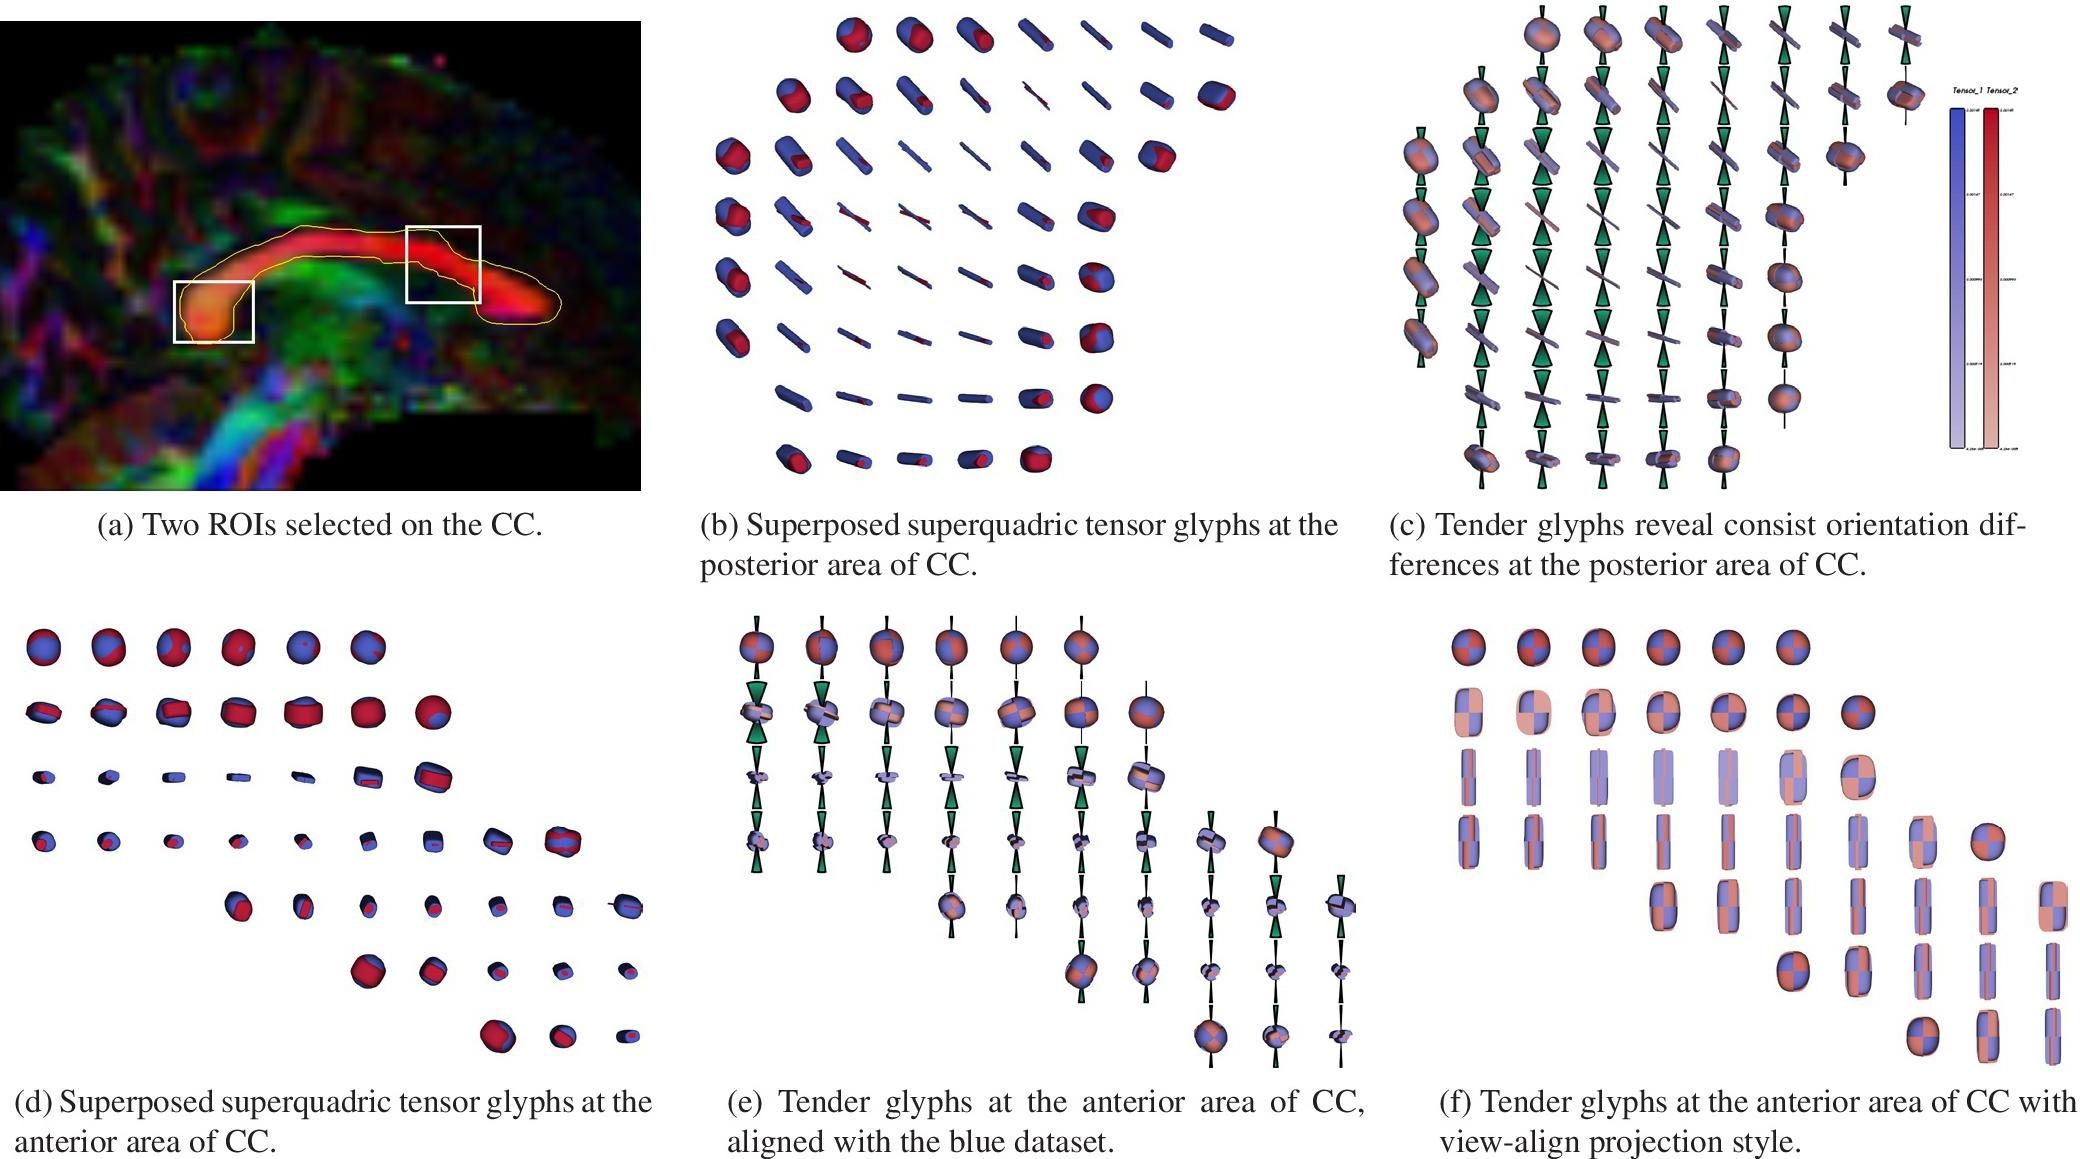 Tensor_1 Tensor_2
(a) Two ROIs selected on the CC.
(b) Superposed superquadric tensor glyphs at the
posterior area of CC.
(c) Tender glyphs reveal consist orientation dif-
ferences at the posterior area of CC.
(d) Superposed superquadric tensor glyphs at the
anterior area of CC.
(e) Tender glyphs at the anterior area of CC,
aligned with the blue dataset.
(f) Tender glyphs at the anterior area of CC with
view-align projection style.